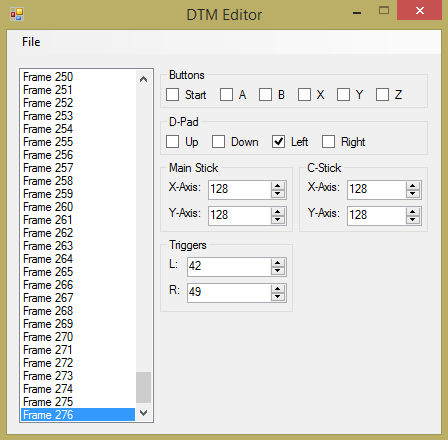 DTM Editor
File
Frame 250
Frame 251
Frame 252
Frame 253
Frame 254
Frame 255
Frame 256
Frame 257
Frame 258
Frame 259
Frame 260
Frame 261
Frame 262
Frame 263
Frame 264
Frame 265
Frame 266
Frame 267
Frame 268
Frame 269
Frame 270
Frame 271
Frame 272
Frame 273
Frame 274
Frame 275
Frame 276
Buttons
Start A B X Y Z
D-Pad
Up Down Left Right
Main Stick
X-Axis: 128
Y-Axis: 128
C-Stick
X-Axis: 128
Y-Axis: 128
Triggers
L: 42
R: 49